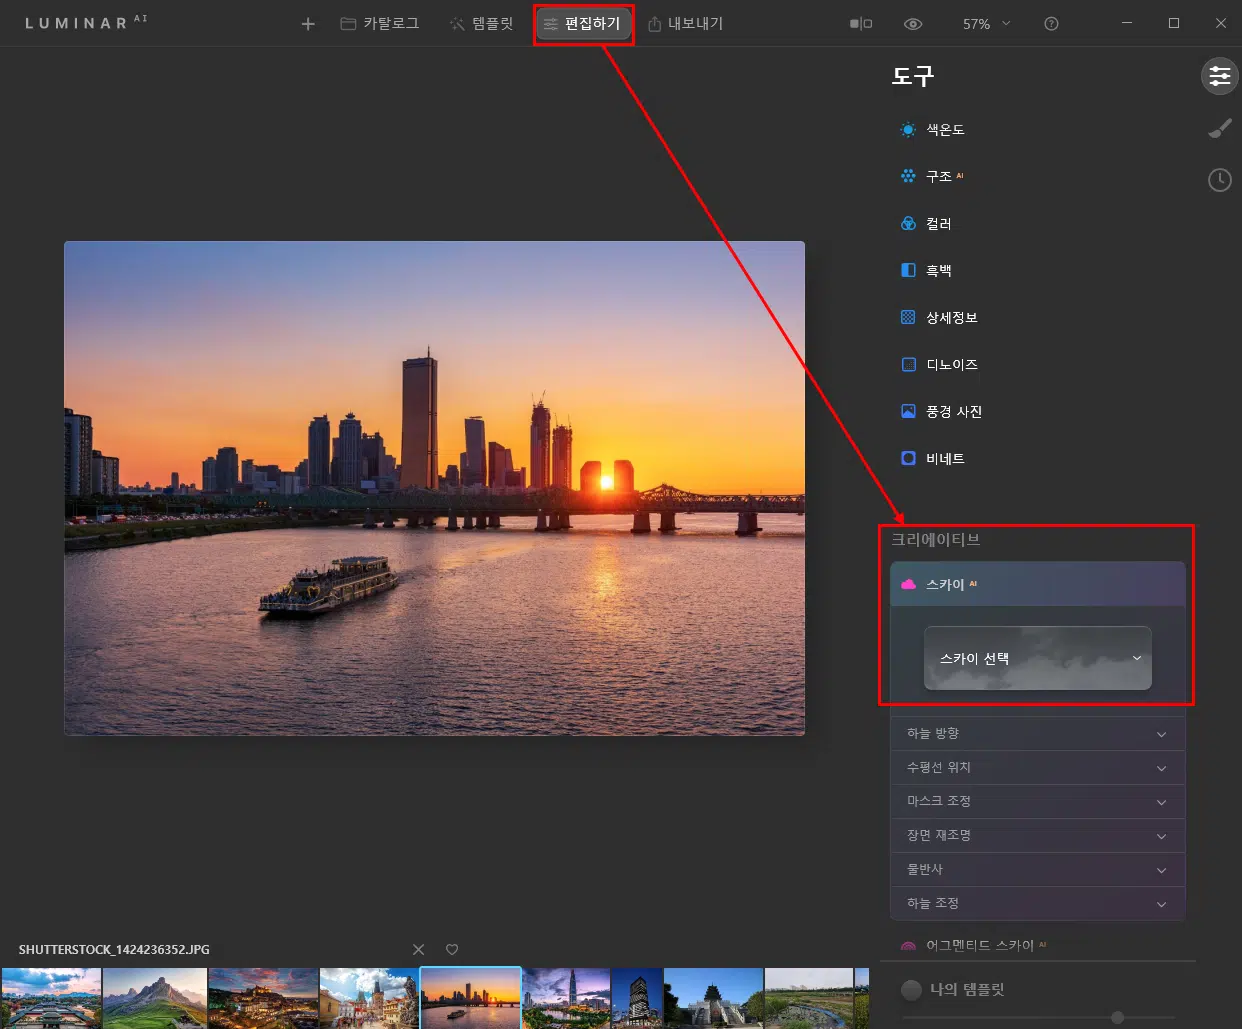 LUMINAR AI
카탈로그
템플릿
편집하기
내보내기
57%
도구
색온도
구조 AI
컬러
흑백
상세정보
디노이즈
풍경 사진
비네트
크리에이티브
스카이 AI
스카이 선택
하늘 방향
수평선 위치
마스크 조정
장면 재조명
물반사
하늘 조정
어그멘티드 스카이 AI
나의 템플릿
SHUTTERSTOCK_1424236352.JPG